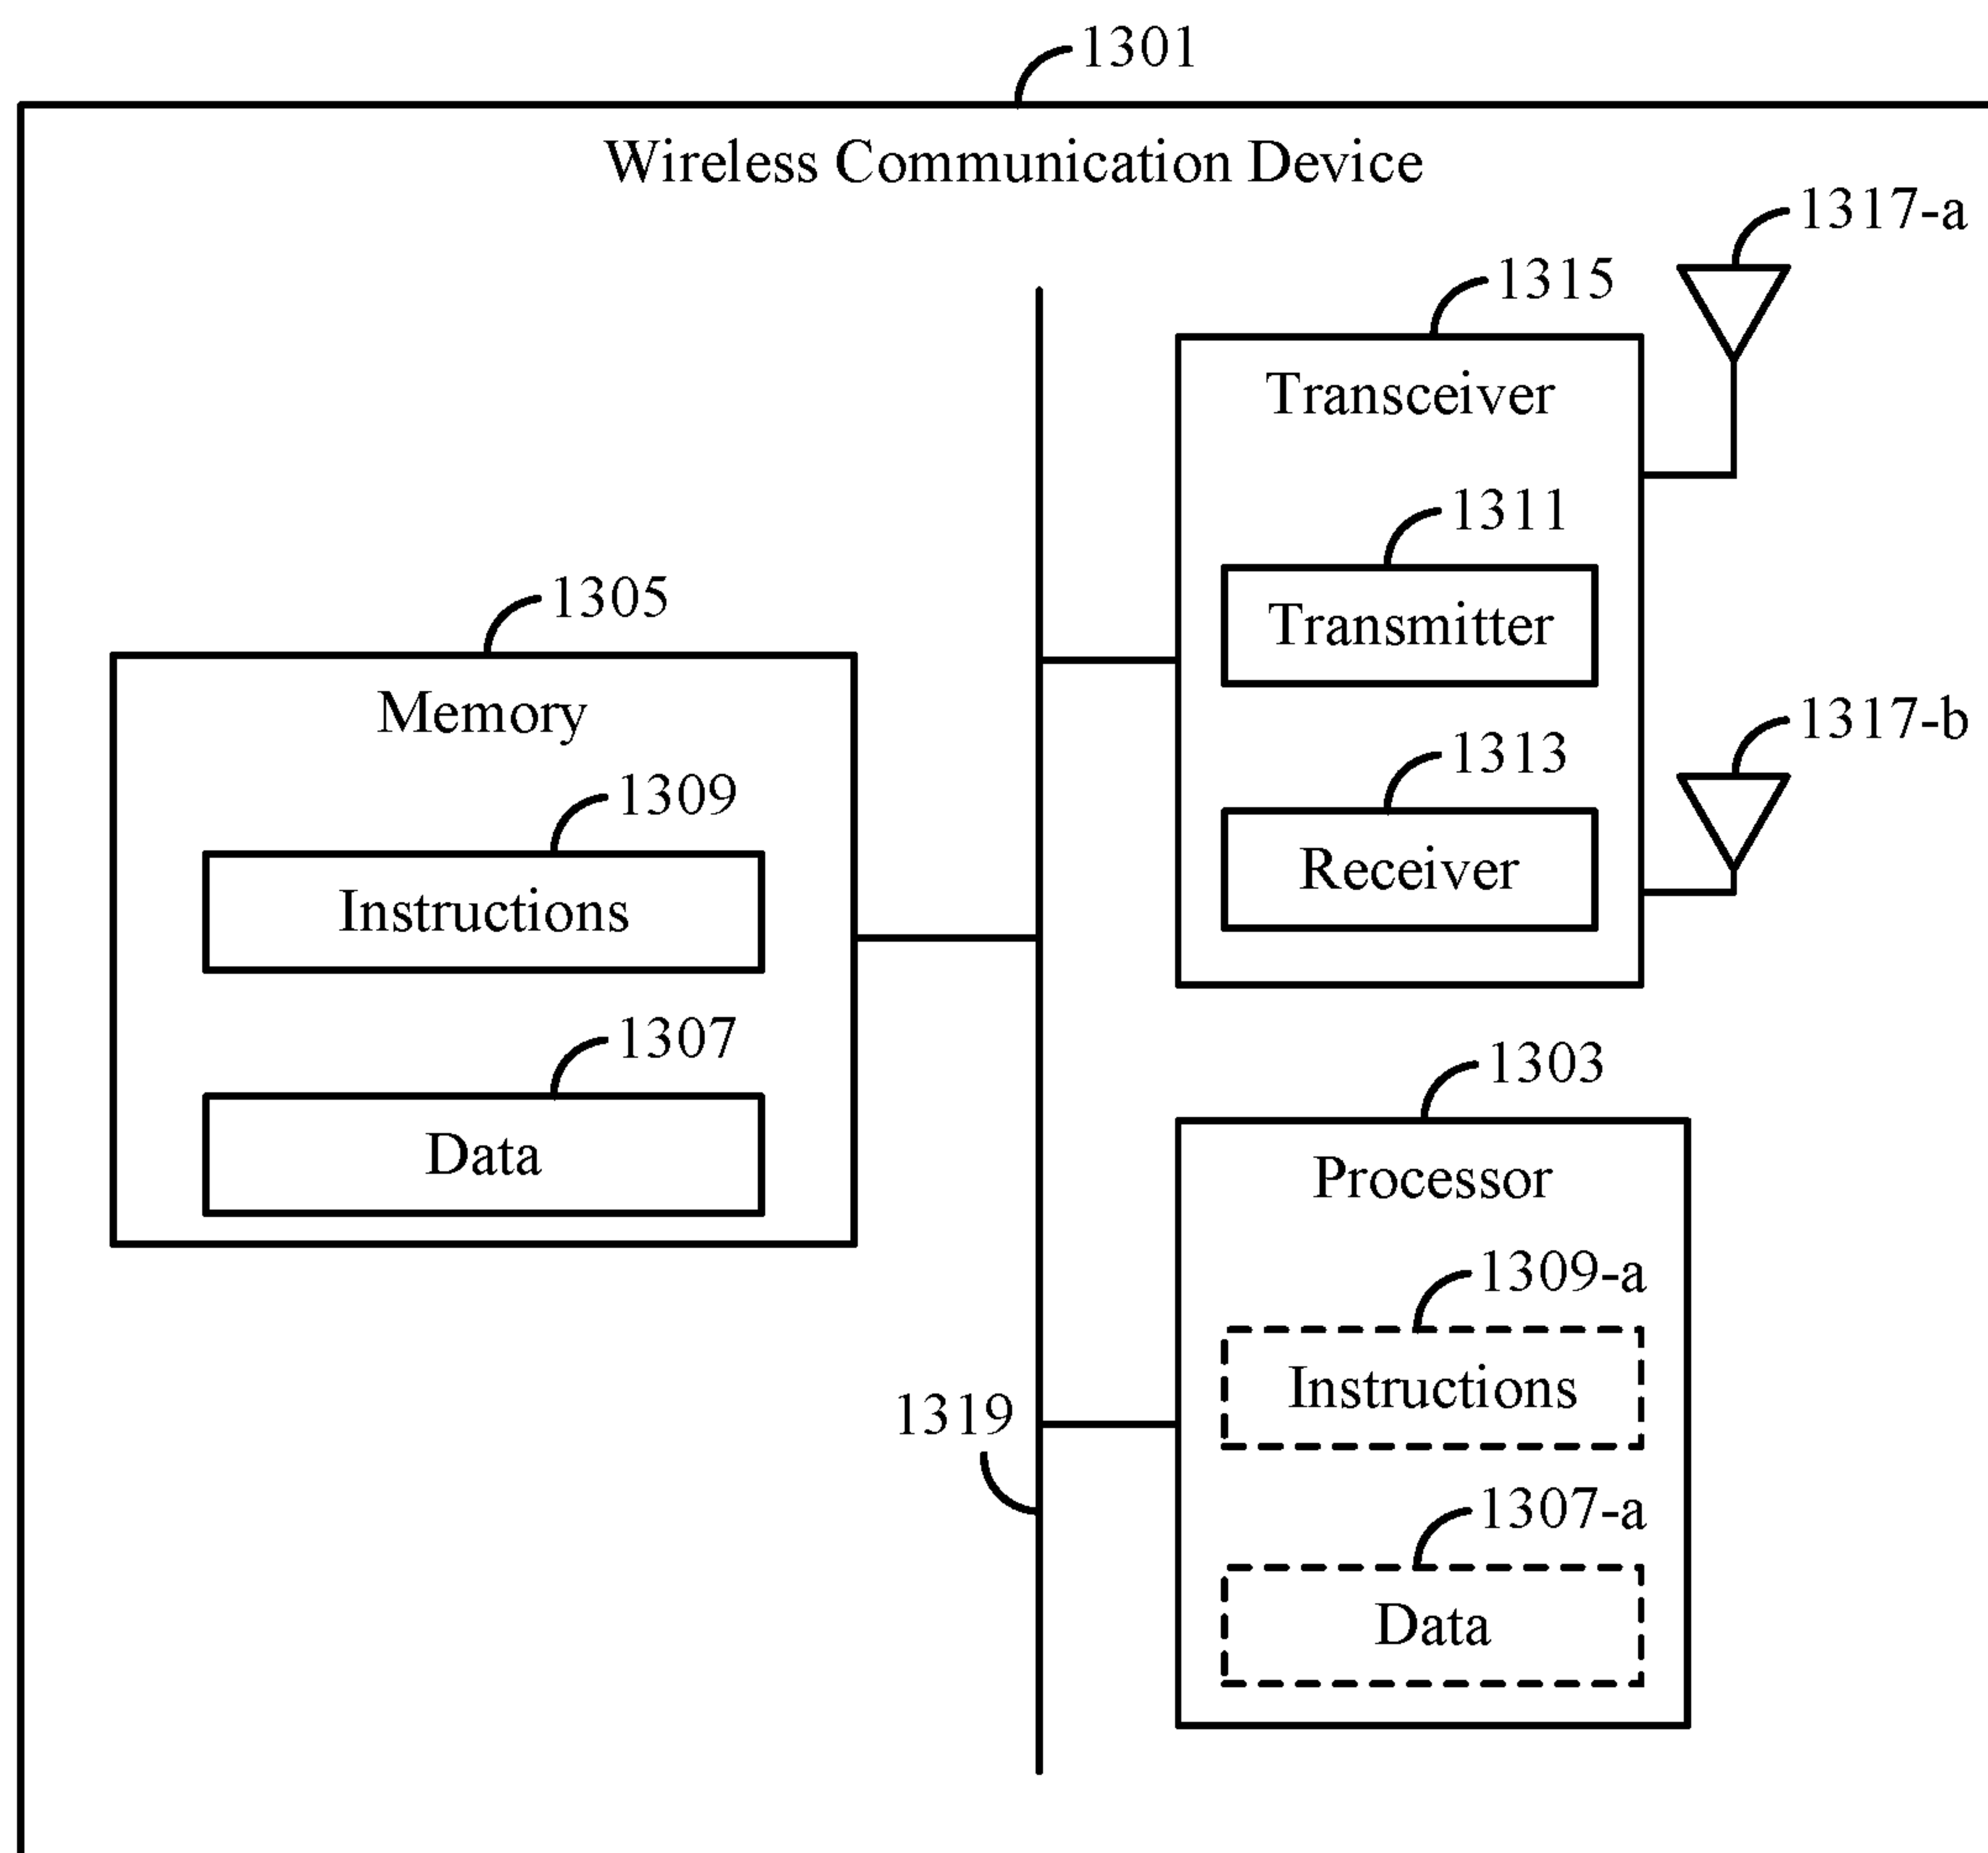 1301
Wireless Communication Device
1317-a
1315
Transceiver
1311
Transmitter
1305
Memory
1317-b
1313
1309
Receiver
Instructions
1307
1303
Data
Processor
1309-a
Instructions
1319
1307-a
Data